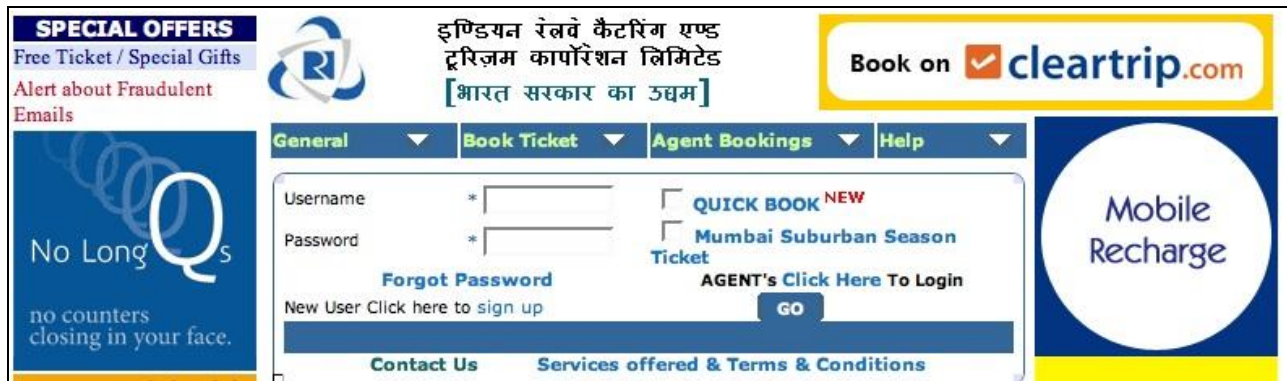 SPECIAL OFFERS
Free Ticket / Special Gifts
Alert about Fraudulent
Emails
No Long Qs
no counters
closing in your face.
इण्डियन रेलवे कैटरिंग एण्ड
टूरिज़म कार्पोरेशन लिमिटेड
[भारत सरकार का उद्यम]
Book on cleartrip.com
General Book Ticket Agent Bookings Help
Username * QUICK BOOK NEW
Password * Mumbai Suburban Season
Ticket
Forgot Password AGENT's Click Here To Login
New User Click here to sign up GO
Contact Us Services offered & Terms & Conditions
Mobile
Recharge